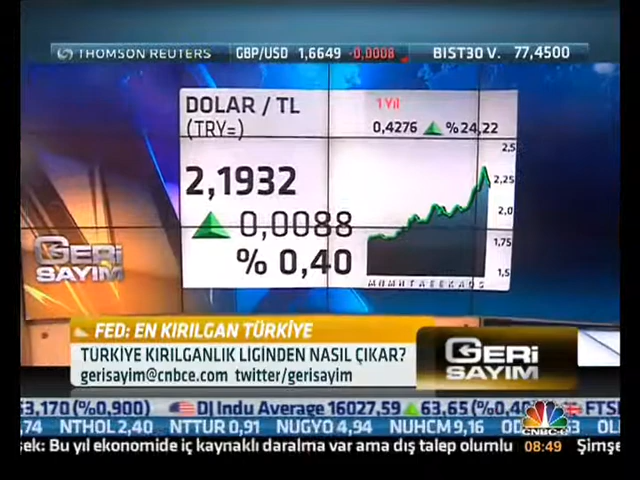 THOMSON REUTERS GBP/USD 1,6649 -0,0008 BIST30 V. 77,4500
DOLAR / TL
(TRY=)
1 Yıl
0,4276 % 24,22
2,1932
0,0088
% 0,40
2,5
2,25
2,0
1,75
1,5
GERİ
SAYIM
FED: EN KIRILGAN TÜRKİYE
TÜRKİYE KIRILGANLIK LİGİNDEN NASIL ÇIKAR?
gerisayim@cnbce.com twitter/gerisayim
GERİ
SAYIM
3,170 (%0,900) DJ Indu Average 16027,59 63,65 (%0,40 FTS
,74 NTHOL 2,40 NTTUR 0,91 NUGYO 4,94 NUHCM 9,16
CNBC-e
şek: Bu yıl ekonomide iç kaynaklı daralma var ama dış talep olumlu 08:49 Şimşe